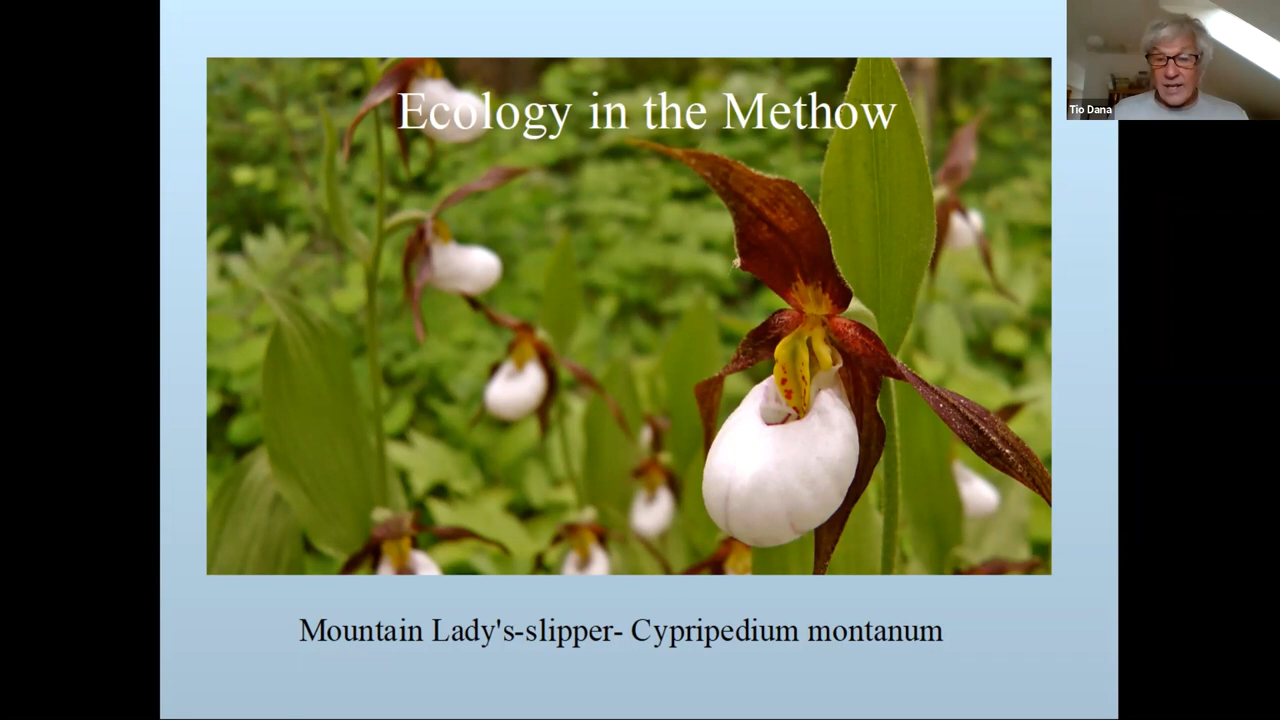 Ecology in the Methow
Tio Dana
Mountain Lady's-slipper- Cypripedium montanum